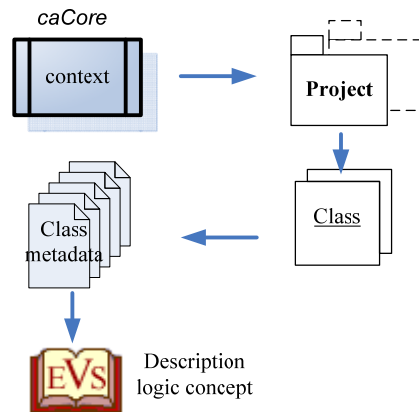 caCore
context
Project
Class
Class
metadata
EVS
Description
logic concept